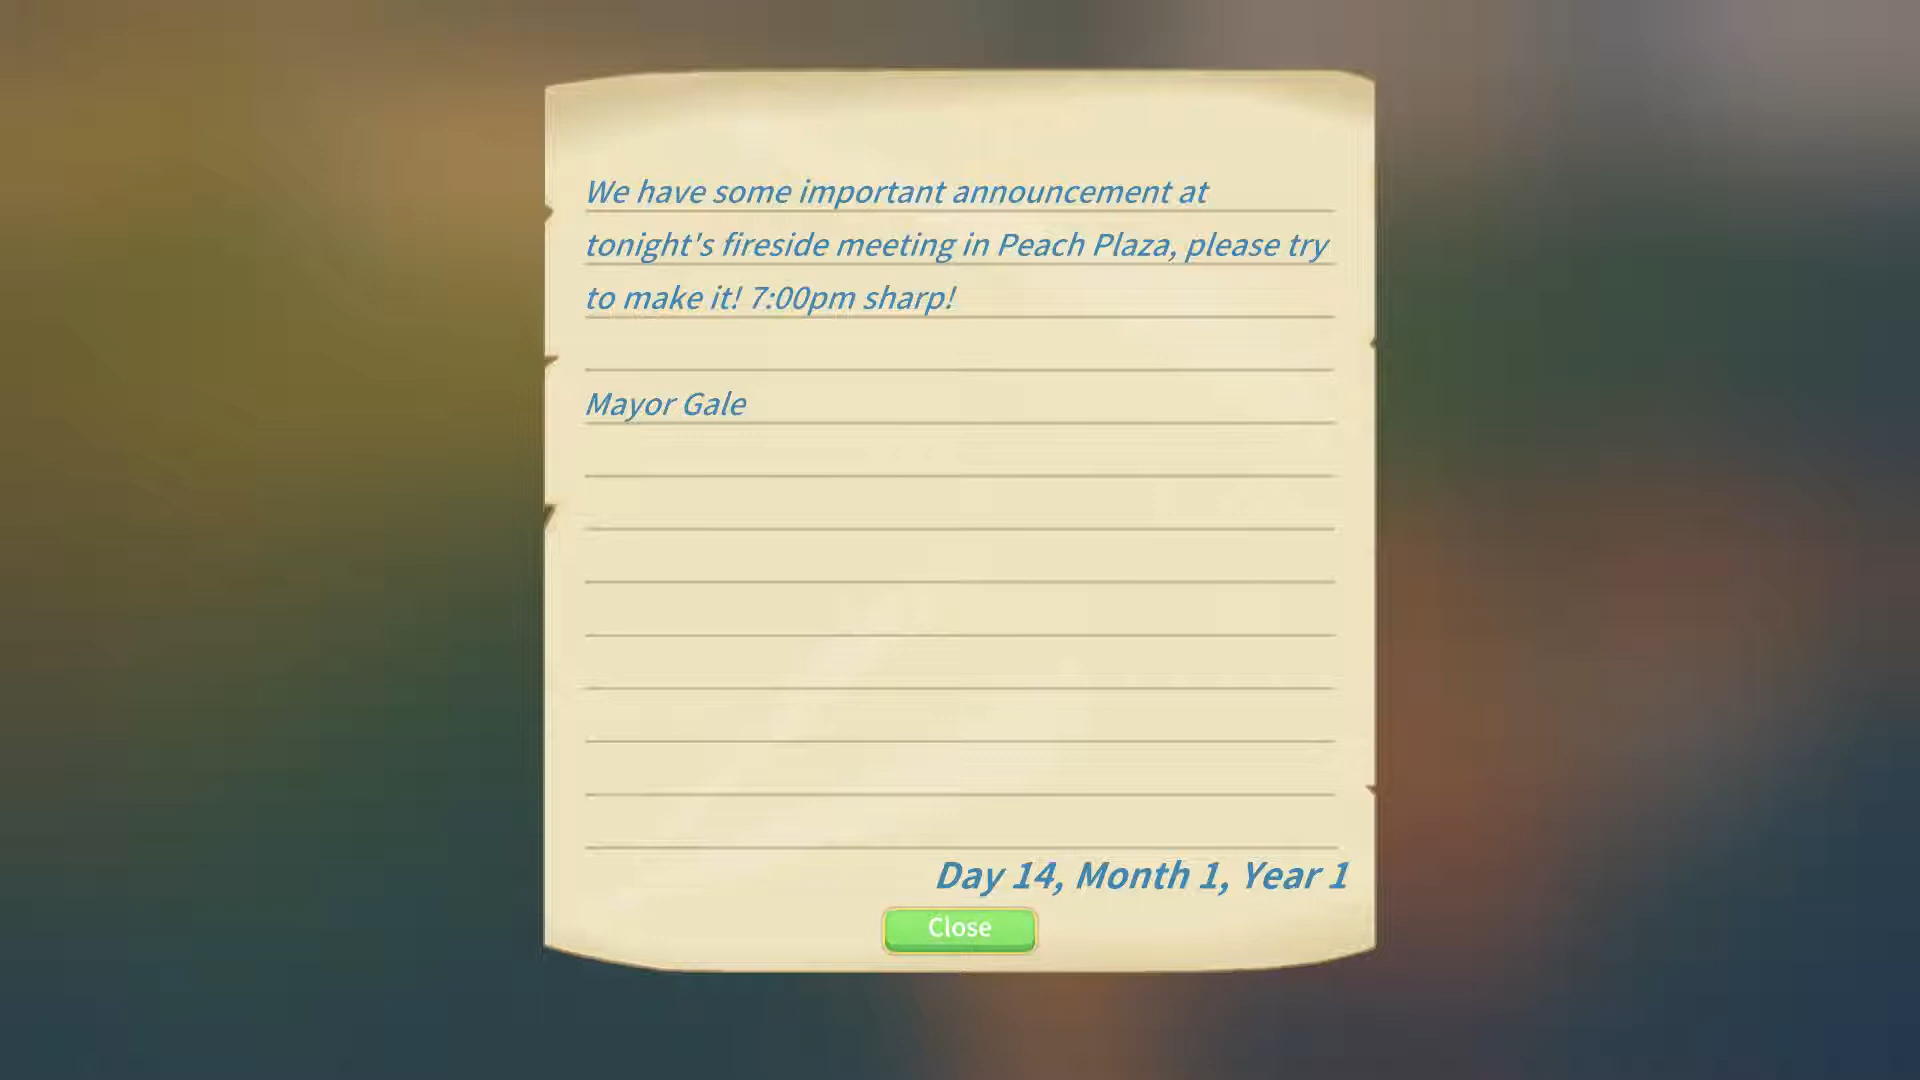 We have some important announcement at
tonight's fireside meeting in Peach Plaza, please try
to make it! 7:00pm sharp!
Mayor Gale
Day 14, Month 1, Year 1
Close